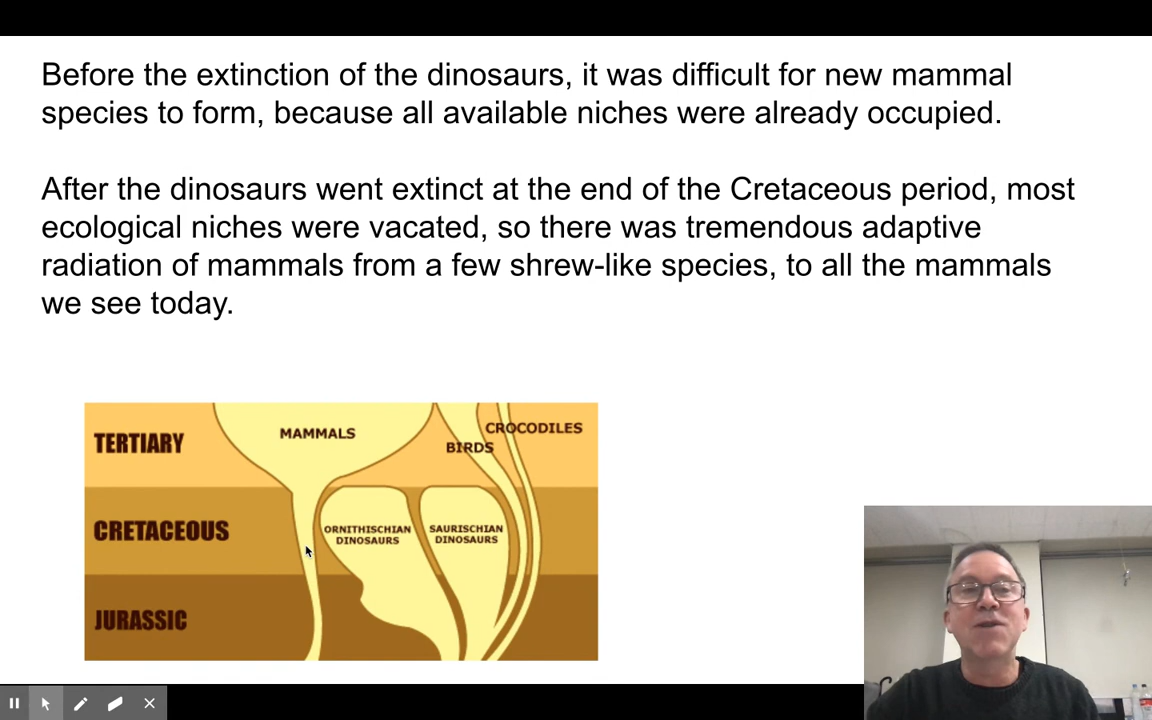 Before the extinction of the dinosaurs, it was difficult for new mammal
species to form, because all available niches were already occupied.
After the dinosaurs went extinct at the end of the Cretaceous period, most
ecological niches were vacated, so there was tremendous adaptive
radiation of mammals from a few shrew-like species, to all the mammals
we see today.
TERTIARY
MAMMALS
CROCODILES
BIRDS
CRETACEOUS
ORNITHISCHIAN
DINOSAURS
SAURISCHIAN
DINOSAURS
JURASSIC